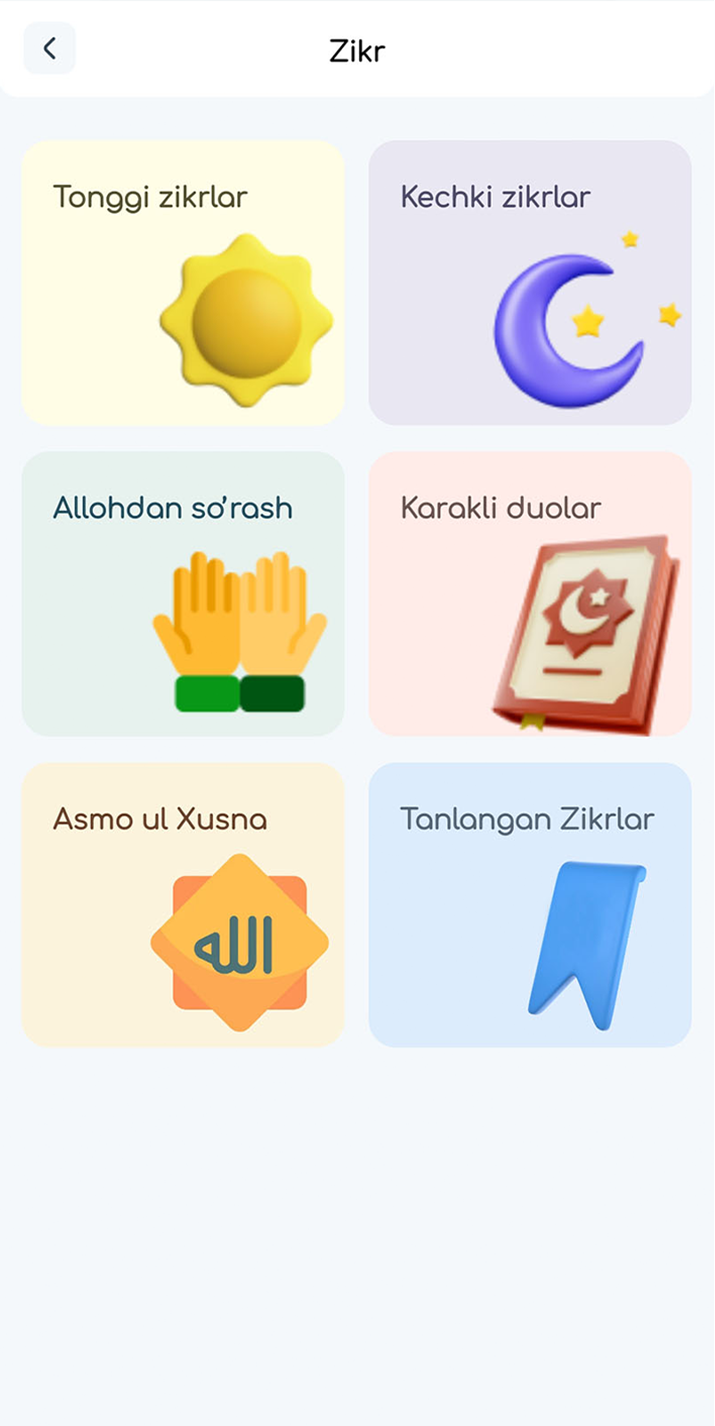 Zikr
Tonggi zikrlar
Kechki zikrlar
Allohdan so’rash
Karakli duolar
Asmo ul Xusna
الله
Tanlangan Zikrlar